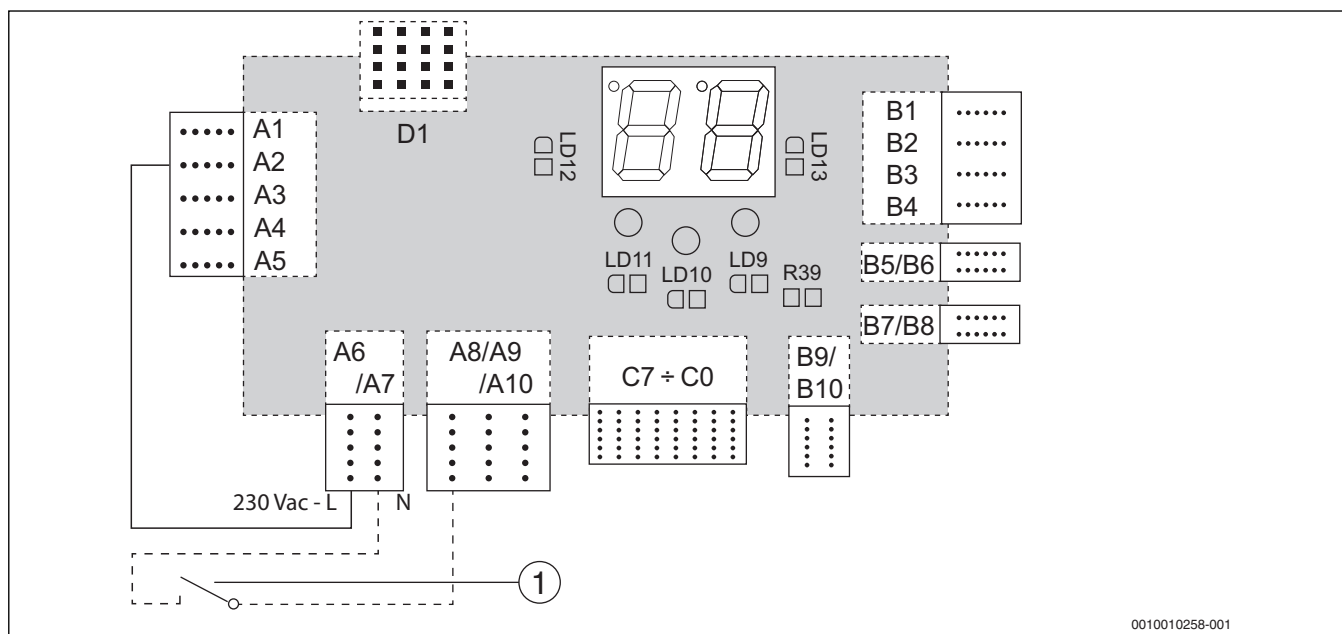 D1
A1
A2
A3
A4
A5
LD12
LD13
B1
B2
B3
B4
LD11
LD10
LD9
R39
B5/B6
B7/B8
A6
/A7
A8/A9
/A10
C7 ÷ C0
B9/
B10
230 Vac - L
N
1
0010010258-001